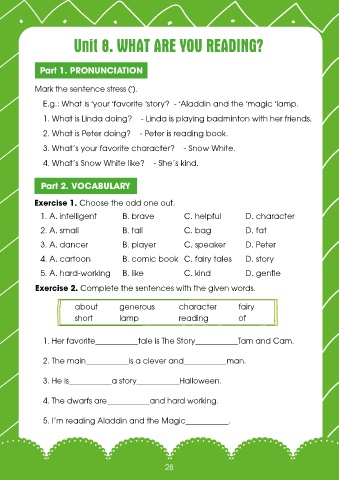 Unit 8. WHAT ARE YOU READING?
Part 1. PRONUNCIATION
Mark the sentence stress (').
E.g.: What is 'your 'favorite 'story? - 'Aladdin and the 'magic 'lamp.
1. What is Linda doing? - Linda is playing badminton with her friends.
2. What is Peter doing? - Peter is reading book.
3. What's your favorite character? - Snow White.
4. What's Snow White like? - She's kind.
Part 2. VOCABULARY
Exercise 1. Choose the odd one out.
1. A. intelligent B. brave C. helpful D. character
2. A. small B. tall C. bag D. fat
3. A. dancer B. player C. speaker D. Peter
4. A. cartoon B. comic book C. fairy tales D. story
5. A. hard-working B. like C. kind D. gentle
Exercise 2. Complete the sentences with the given words.
about generous character fairy
short lamp reading of
1. Her favorite__________tale is The Story__________Tam and Cam.
2. The main__________is a clever and__________man.
3. He is__________a story__________Halloween.
4. The dwarfs are__________and hard working.
5. I'm reading Aladdin and the Magic__________.
28